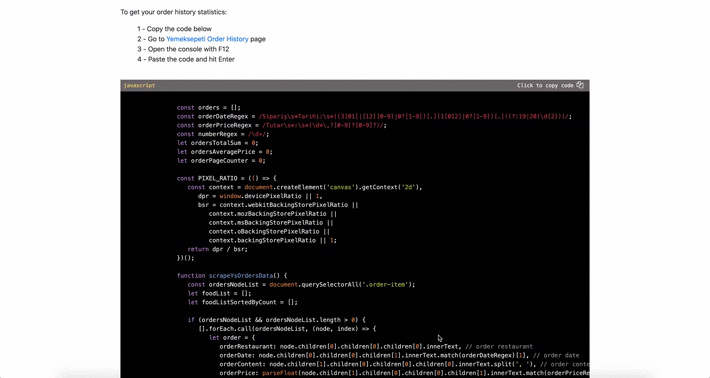 To get your order history statistics:
1 - Copy the code below
2 - Go to Yemeksepeti Order History page
3 - Open the console with F12
4 - Paste the code and hit Enter
javascript Click to copy code
const orders = [];
const orderDateRegex = /Sipariş\s*Tarihi:\s*((3[01]|[12][0-9]|0?[1-9])[.](1[012]|0?[1-9])[.]((?:19|20)\d{2}))/;
const orderPriceRegex = /Tutar\s*:\s*(\d*\,?[0-9]?[0-9]?)/;
const numberRegex = /\d+/;
let ordersTotalSum = 0;
let ordersAveragePrice = 0;
let orderPageCounter = 0;
const PIXEL_RATIO = (() => {
const context = document.createElement('canvas').getContext('2d'),
dpr = window.devicePixelRatio || 1,
bsr = context.webkitBackingStorePixelRatio ||
context.mozBackingStorePixelRatio ||
context.msBackingStorePixelRatio ||
context.oBackingStorePixelRatio ||
context.backingStorePixelRatio || 1;
return dpr / bsr;
})();
function scrapeYsOrdersData() {
const ordersNodeList = document.querySelectorAll('.order-item');
let foodList = [];
let foodListSortedByCount = [];
if (ordersNodeList && ordersNodeList.length > 0) {
[].forEach.call(ordersNodeList, (node, index) => {
let order = {
orderRestaurant: node.children[0].children[0].children[0].innerText, // order restaurant
orderDate: node.children[0].children[0].children[1].innerText.match(orderDateRegex)[1], // order date
orderContent: node.children[1].children[0].children[0].innerText.split(', '), // order conte
orderPrice: parseFloat(node.children[1].children[0].children[0].children[1].innerText.match(orderPriceRe